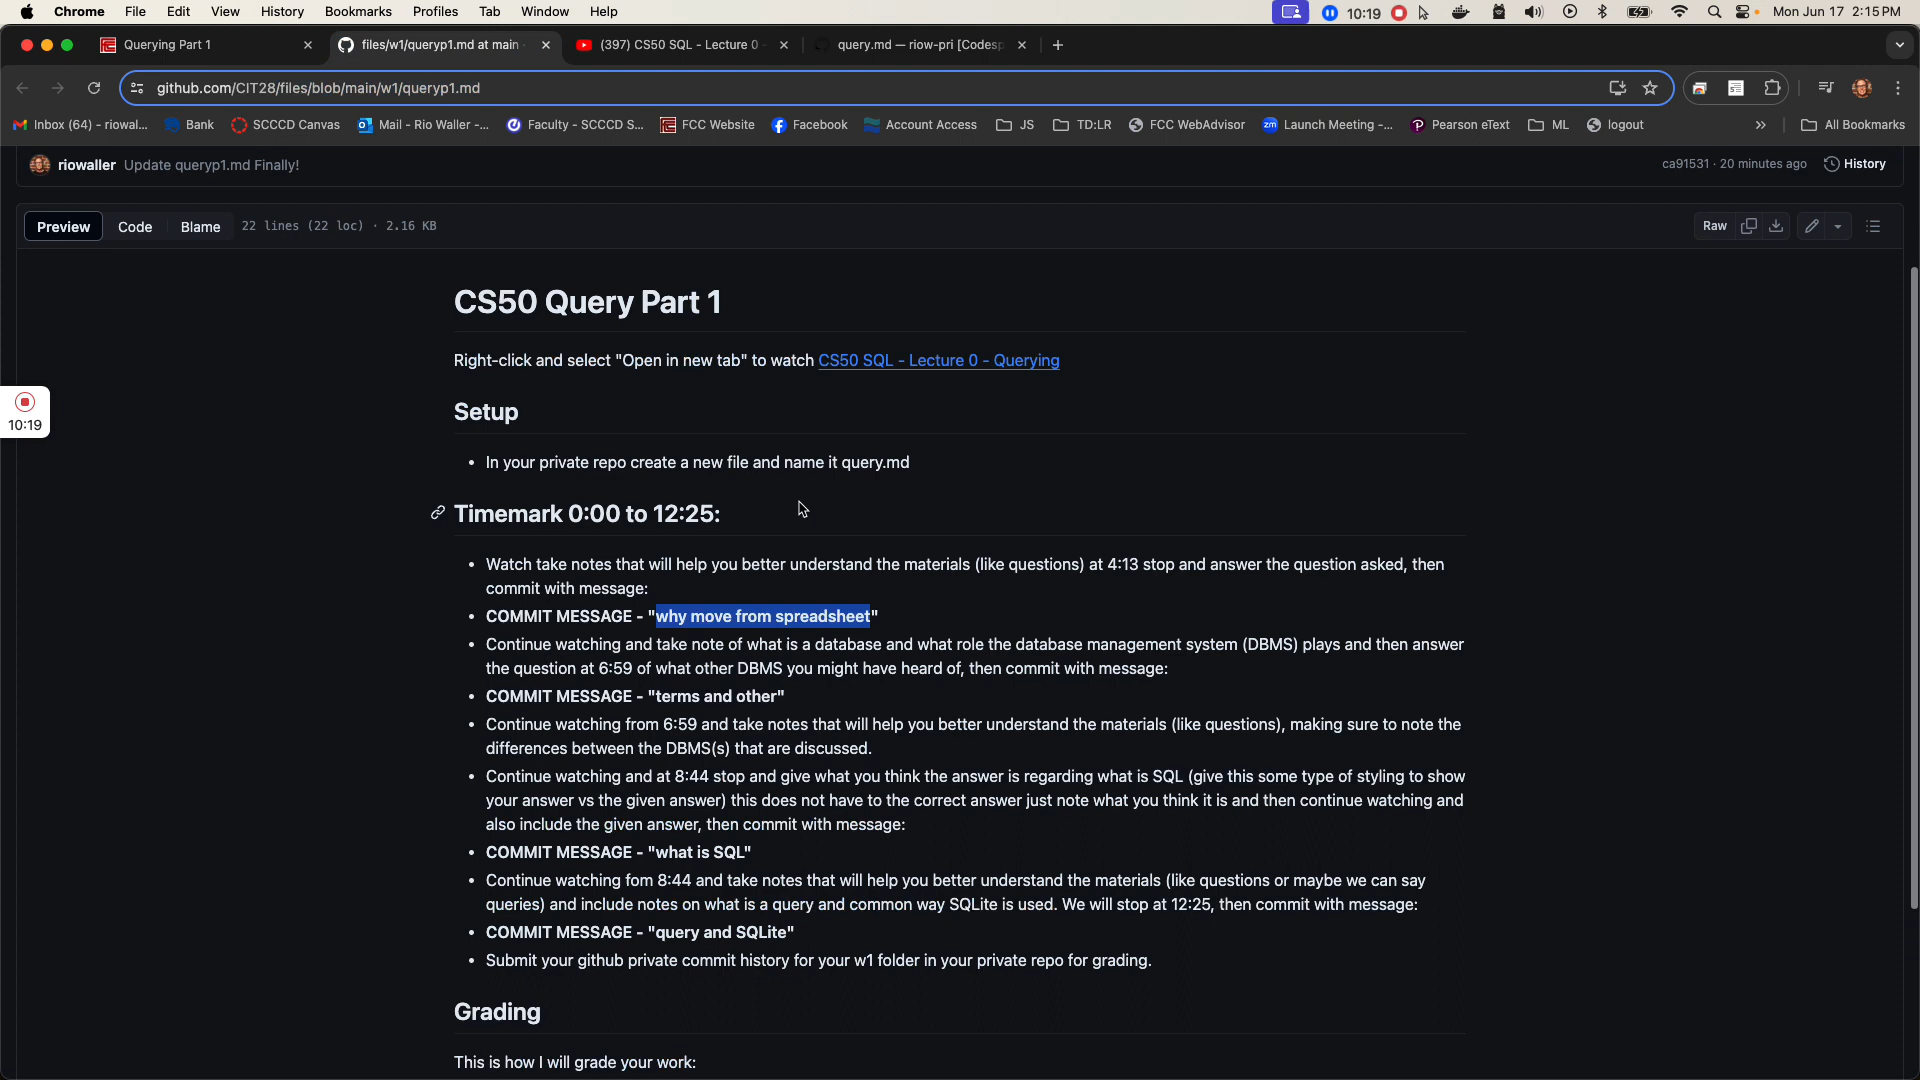 Chrome File Edit View History Bookmarks Profiles Tab Window Help 10:19 Mon Jun 17 2:15 PM
Querying Part 1 files/w1/queryp1.md at main · (397) CS50 SQL - Lecture 0 - query.md — riow-pri [Codesp
github.com/CIT28/files/blob/main/w1/queryp1.md
Inbox (64) - riowal... Bank SCCCD Canvas Mail - Rio Waller -... Faculty - SCCCD S... FCC Website Facebook Account Access JS TD:LR FCC WebAdvisor Launch Meeting -... Pearson eText ML logout » All Bookmarks
riowaller Update queryp1.md Finally! ca91531 · 20 minutes ago History
Preview Code Blame 22 lines (22 loc) · 2.16 KB Raw
CS50 Query Part 1
Right-click and select "Open in new tab" to watch CS50 SQL - Lecture 0 - Querying
10:19
Setup
• In your private repo create a new file and name it query.md
Timemark 0:00 to 12:25:
• Watch take notes that will help you better understand the materials (like questions) at 4:13 stop and answer the question asked, then
commit with message:
• COMMIT MESSAGE - "why move from spreadsheet"
• Continue watching and take note of what is a database and what role the database management system (DBMS) plays and then answer
the question at 6:59 of what other DBMS you might have heard of, then commit with message:
• COMMIT MESSAGE - "terms and other"
• Continue watching from 6:59 and take notes that will help you better understand the materials (like questions), making sure to note the
differences between the DBMS(s) that are discussed.
• Continue watching and at 8:44 stop and give what you think the answer is regarding what is SQL (give this some type of styling to show
your answer vs the given answer) this does not have to the correct answer just note what you think it is and then continue watching and
also include the given answer, then commit with message:
• COMMIT MESSAGE - "what is SQL"
• Continue watching fom 8:44 and take notes that will help you better understand the materials (like questions or maybe we can say
queries) and include notes on what is a query and common way SQLite is used. We will stop at 12:25, then commit with message:
• COMMIT MESSAGE - "query and SQLite"
• Submit your github private commit history for your w1 folder in your private repo for grading.
Grading
This is how I will grade your work: